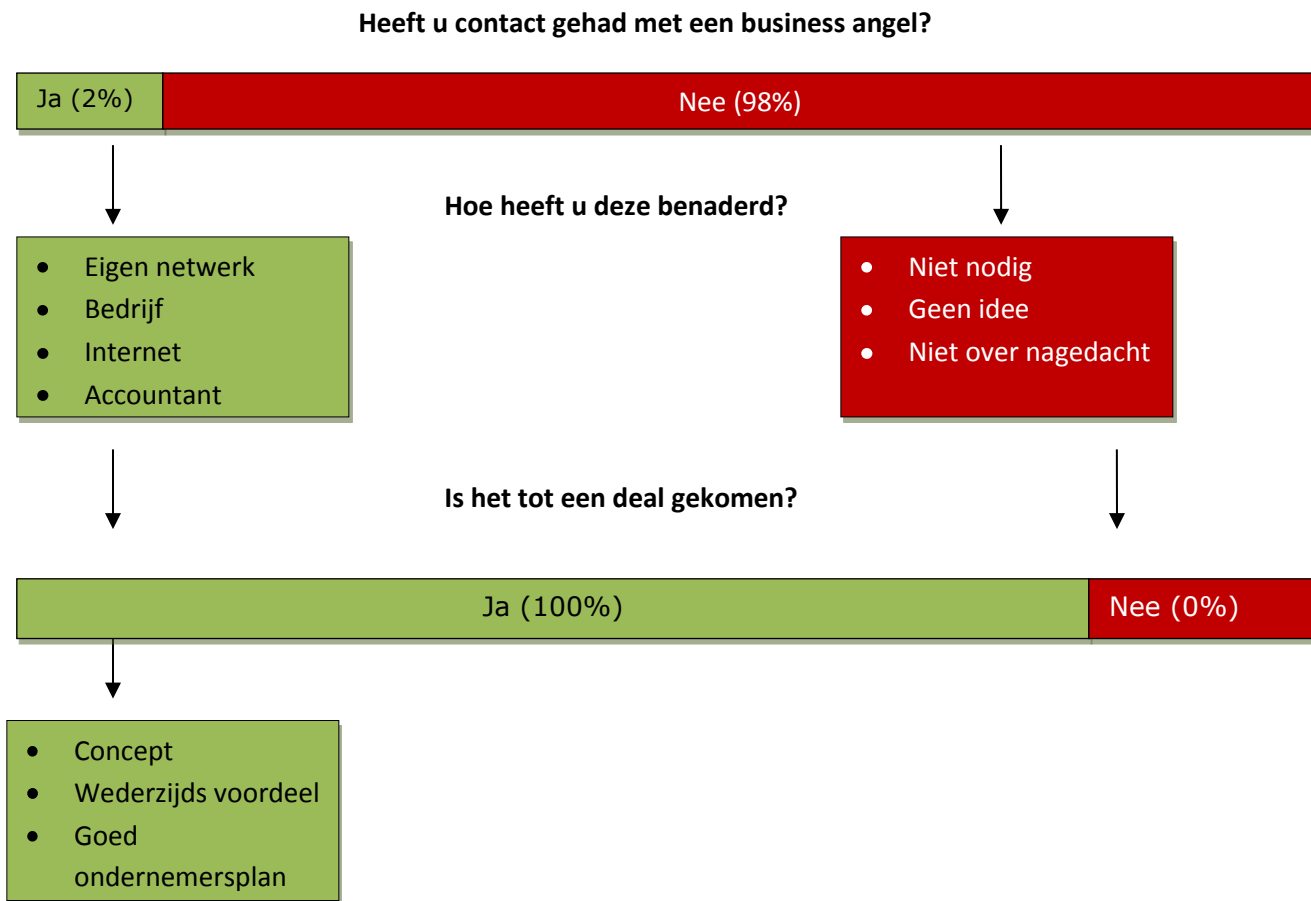 Heeft u contact gehad met een business angel?
Ja (2%)
Nee (98%)
Hoe heeft u deze benaderd?
• Eigen netwerk
• Bedrijf
• Internet
• Accountant
• Niet nodig
• Geen idee
• Niet over nagedacht
Is het tot een deal gekomen?
Ja (100%)
Nee (0%)
• Concept
• Wederzijds voordeel
• Goed
ondernemersplan